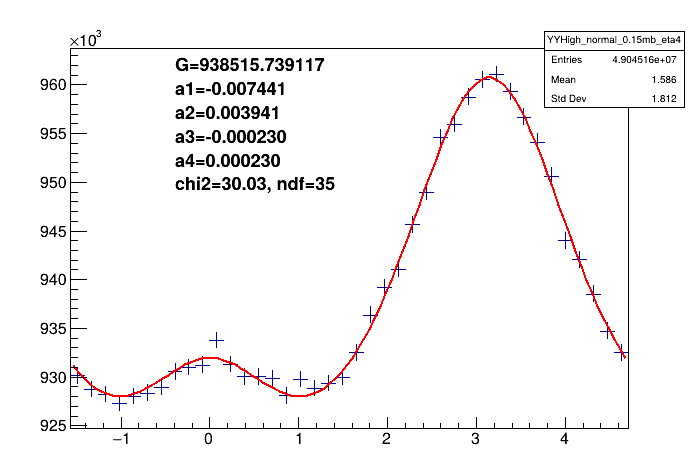 ×10³
YYHigh_normal_0.15mb_eta4
Entries 4.904516e+07
Mean 1.586
Std Dev 1.812
G=938515.739117
a1=-0.007441
a2=0.003941
a3=-0.000230
a4=0.000230
chi2=30.03, ndf=35
960
955
950
945
940
935
930
925
−1 0 1 2 3 4